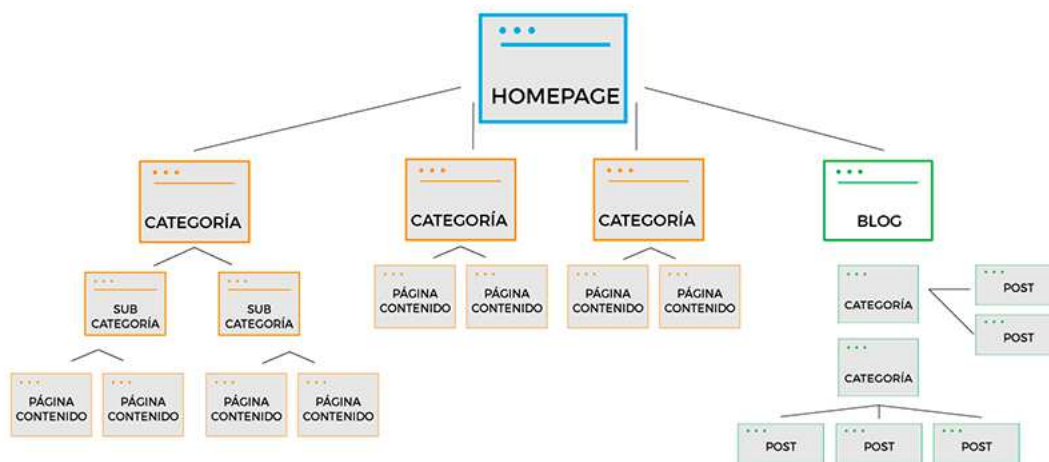 HOMEPAGE
CATEGORÍA
CATEGORÍA
CATEGORÍA
BLOG
SUB
CATEGORÍA
SUB
CATEGORÍA
PÁGINA
CONTENIDO
PÁGINA
CONTENIDO
PÁGINA
CONTENIDO
PÁGINA
CONTENIDO
PÁGINA
CONTENIDO
PÁGINA
CONTENIDO
PÁGINA
CONTENIDO
PÁGINA
CONTENIDO
CATEGORÍA
POST
POST
CATEGORÍA
POST
POST
POST